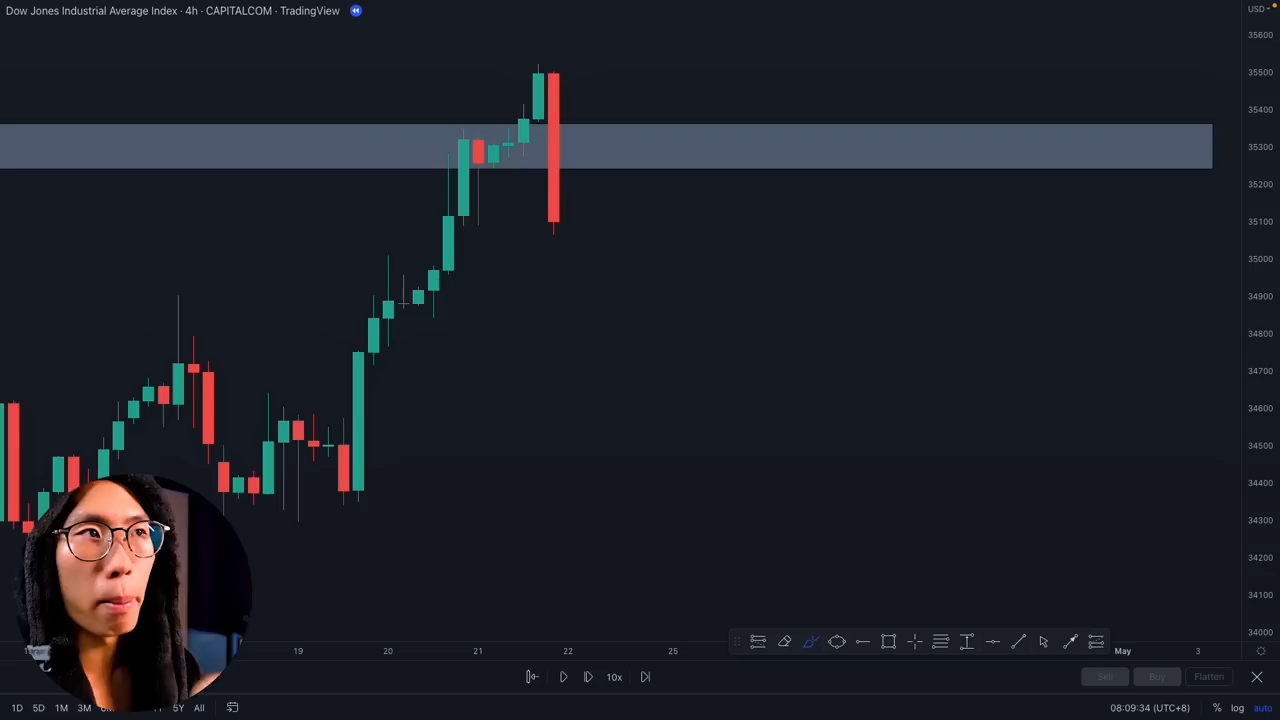 Dow Jones Industrial Average Index · 4h · CAPITALCOM · TradingView
USD
35600
35500
35400
35300
35200
35100
35000
34900
34800
34700
34600
34500
34400
34300
34200
34100
34000
19
20
21
22
25
May
3
10x
Sell
Buy
Flatten
1D
5D
1M
3M
5Y
All
08:09:34 (UTC+8)
%
log
auto